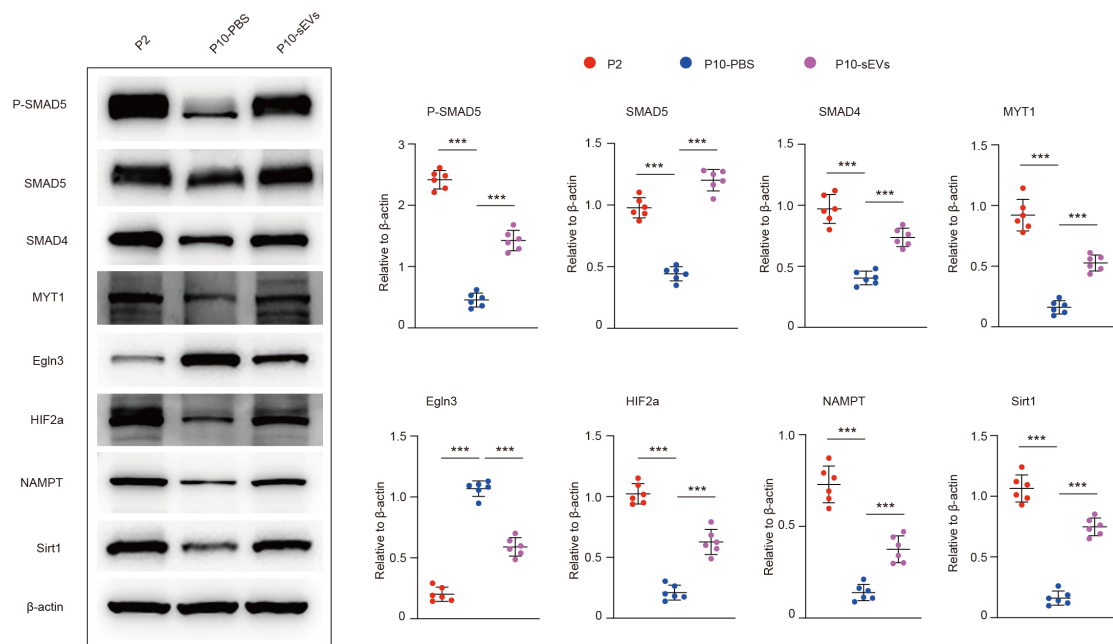 P2 P10-PBS P10-sEVs
P-SMAD5
SMAD5
SMAD4
MYT1
Egln3
HIF2a
NAMPT
Sirt1
β-actin
P2 P10-PBS P10-sEVs
P-SMAD5
Relative to β-actin
3
2
1
0
***
***
SMAD5
Relative to β-actin
1.5
1.0
0.5
0
***
***
SMAD4
Relative to β-actin
1.5
1.0
0.5
0
***
***
MYT1
Relative to β-actin
1.5
1.0
0.5
0
***
***
Egln3
Relative to β-actin
1.5
1.0
0.5
0
***
***
HIF2a
Relative to β-actin
1.5
1.0
0.5
0
***
***
NAMPT
Relative to β-actin
1.0
0.5
0
***
***
Sirt1
Relative to β-actin
1.5
1.0
0.5
0
***
***